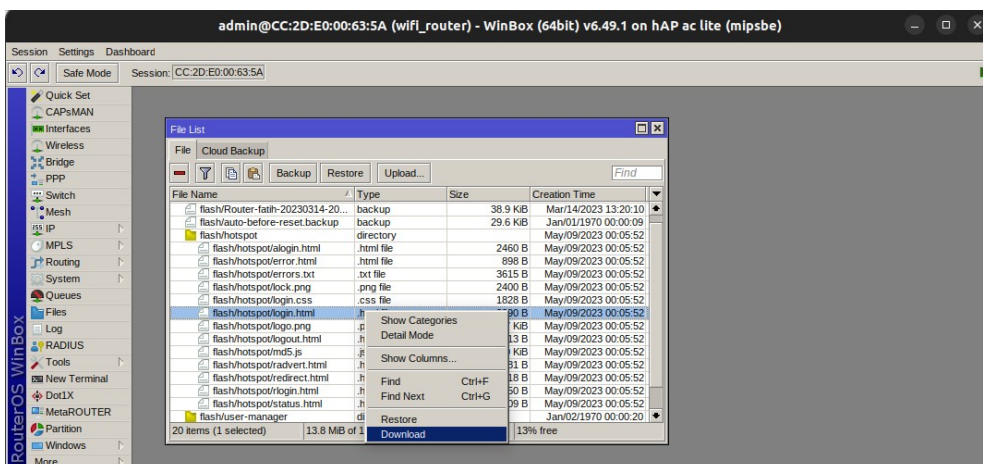 admin@CC:2D:E0:00:63:5A (wifi_router) - WinBox (64bit) v6.49.1 on hAP ac lite (mipsbe)
Session Settings Dashboard
Safe Mode Session: CC:2D:E0:00:63:5A
Quick Set
CAPsMAN
Interfaces
Wireless
Bridge
PPP
Switch
Mesh
IP
MPLS
Routing
System
Queues
Files
Log
RADIUS
Tools
New Terminal
Dot1X
MetaROUTER
Partition
Windows
More
RouterOS WinBox
File List
File Cloud Backup
Backup Restore Upload... Find
File Name Type Size Creation Time
flash/Router-fatih-20230314-20... backup 38.9 KiB Mar/14/2023 13:20:10
flash/auto-before-reset.backup backup 29.6 KiB Jan/01/1970 00:00:09
flash/hotspot directory May/09/2023 00:05:52
flash/hotspot/alogin.html .html file 2460 B May/09/2023 00:05:52
flash/hotspot/error.html .html file 898 B May/09/2023 00:05:52
flash/hotspot/errors.txt .txt file 3615 B May/09/2023 00:05:52
flash/hotspot/lock.png .png file 2400 B May/09/2023 00:05:52
flash/hotspot/login.css .css file 1828 B May/09/2023 00:05:52
flash/hotspot/login.html 90 B May/09/2023 00:05:52
flash/hotspot/logo.png KiB May/09/2023 00:05:52
flash/hotspot/logout.html 13 B May/09/2023 00:05:52
flash/hotspot/md5.js KiB May/09/2023 00:05:52
flash/hotspot/radvert.html 31 B May/09/2023 00:05:52
flash/hotspot/redirect.html 18 B May/09/2023 00:05:52
flash/hotspot/rlogin.html 50 B May/09/2023 00:05:52
flash/hotspot/status.html 09 B May/09/2023 00:05:52
flash/user-manager Jan/02/1970 00:00:20
20 items (1 selected) 13.8 MiB of 13% free
Show Categories
Detail Mode
Show Columns...
Find Ctrl+F
Find Next Ctrl+G
Restore
Download